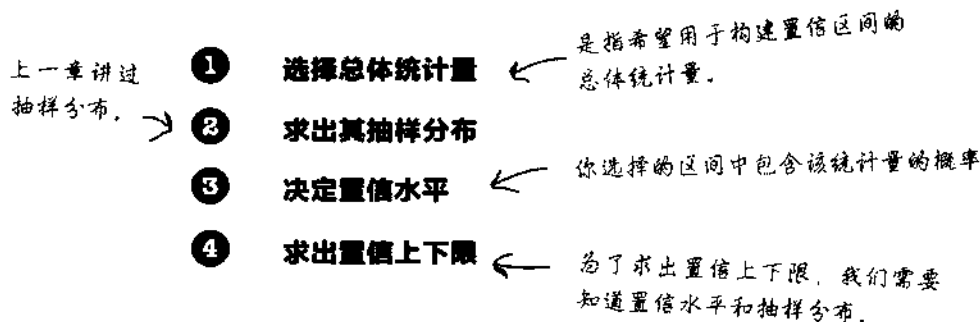 上一章讲过
抽样分布.
1 选择总体统计量
是指希望用于构建置信区间的
总体统计量。
2 求出其抽样分布
3 决定置信水平
你选择的区间中包含该统计量的概率
4 求出置信上下限
为了求出置信上下限, 我们需要
知道置信水平和抽样分布.